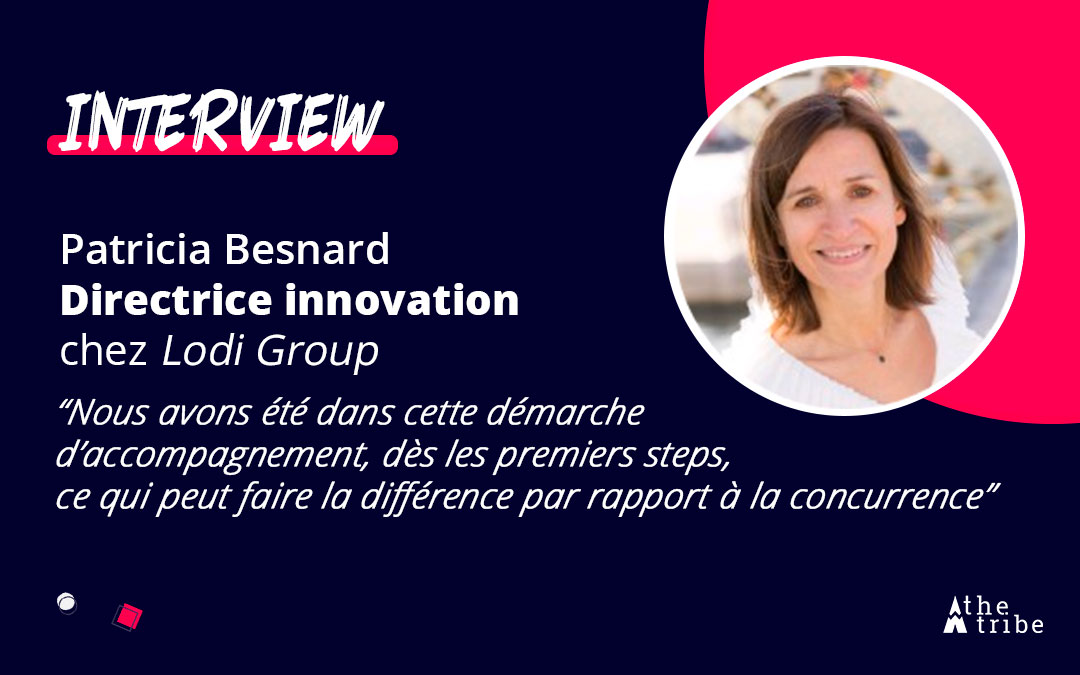 INTERVIEW
Patricia Besnard
Directrice innovation
chez Lodi Group
“Nous avons été dans cette démarche
d’accompagnement, dès les premiers steps,
ce qui peut faire la différence par rapport à la concurrence”
the
tribe